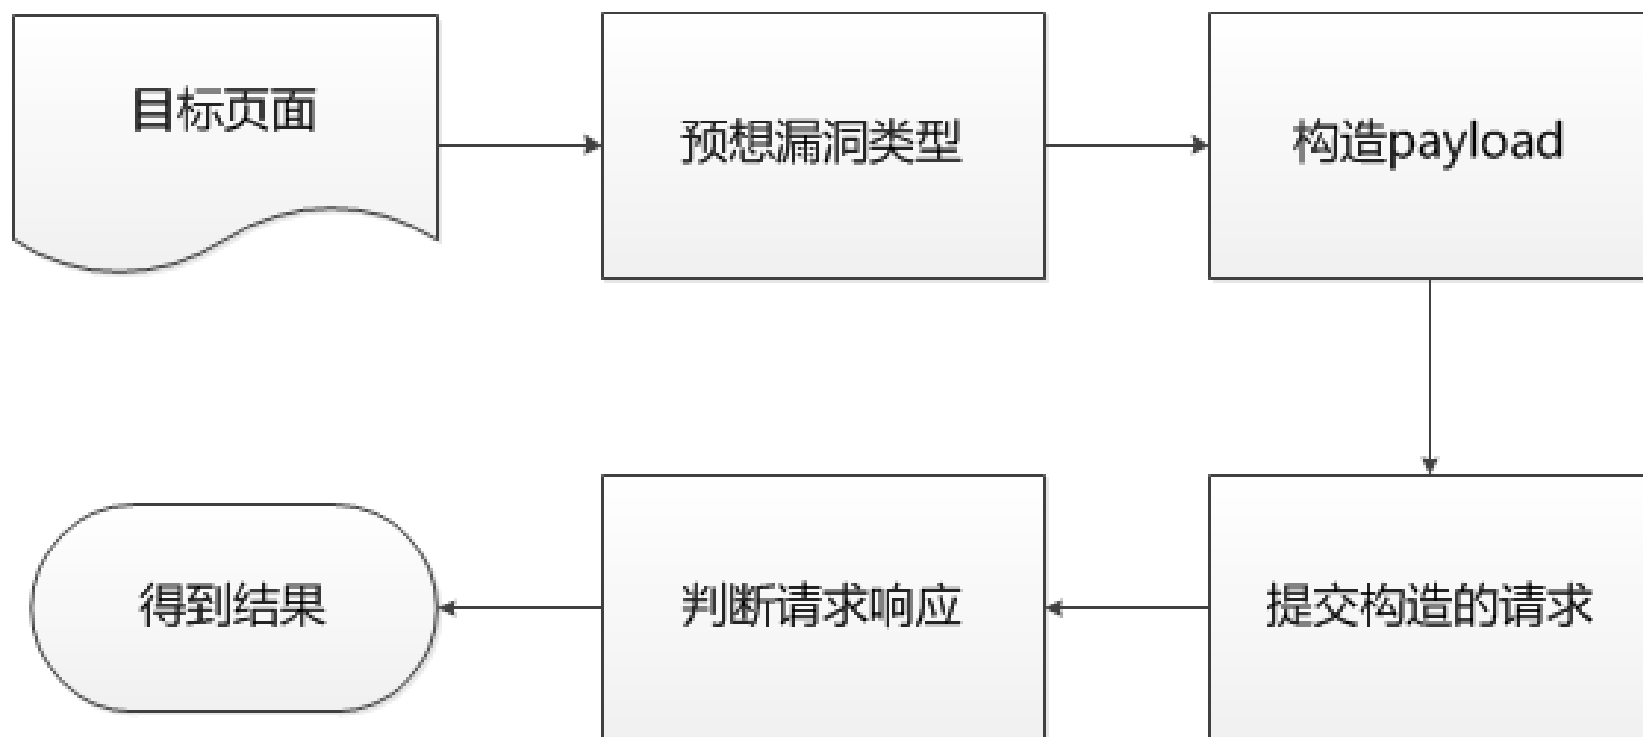 目标页面
预想漏洞类型
构造payload
提交构造的请求
判断请求响应
得到结果